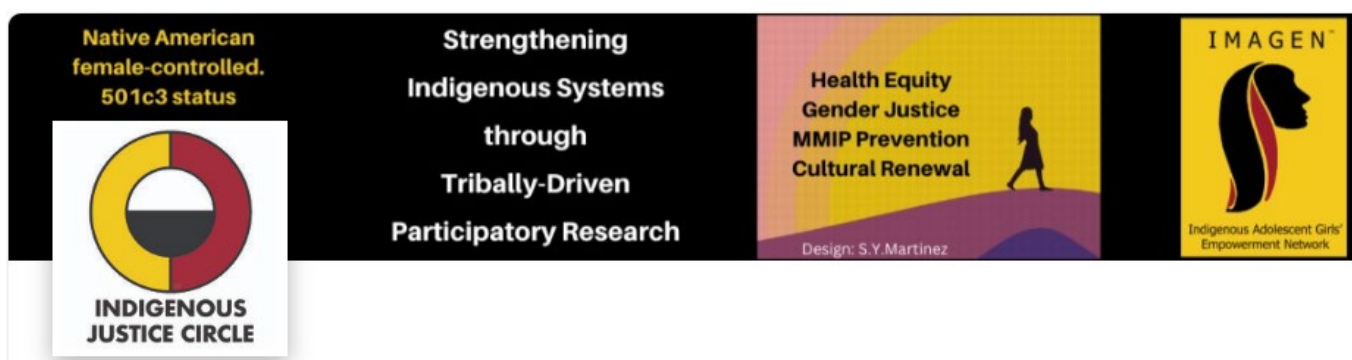 Native American
female-controlled.
501c3 status
INDIGENOUS
JUSTICE CIRCLE
Strengthening
Indigenous Systems
through
Tribally-Driven
Participatory Research
Health Equity
Gender Justice
MMIP Prevention
Cultural Renewal
Design: S.Y.Martinez
IMAGEN™
Indigenous Adolescent Girls'
Empowerment Network